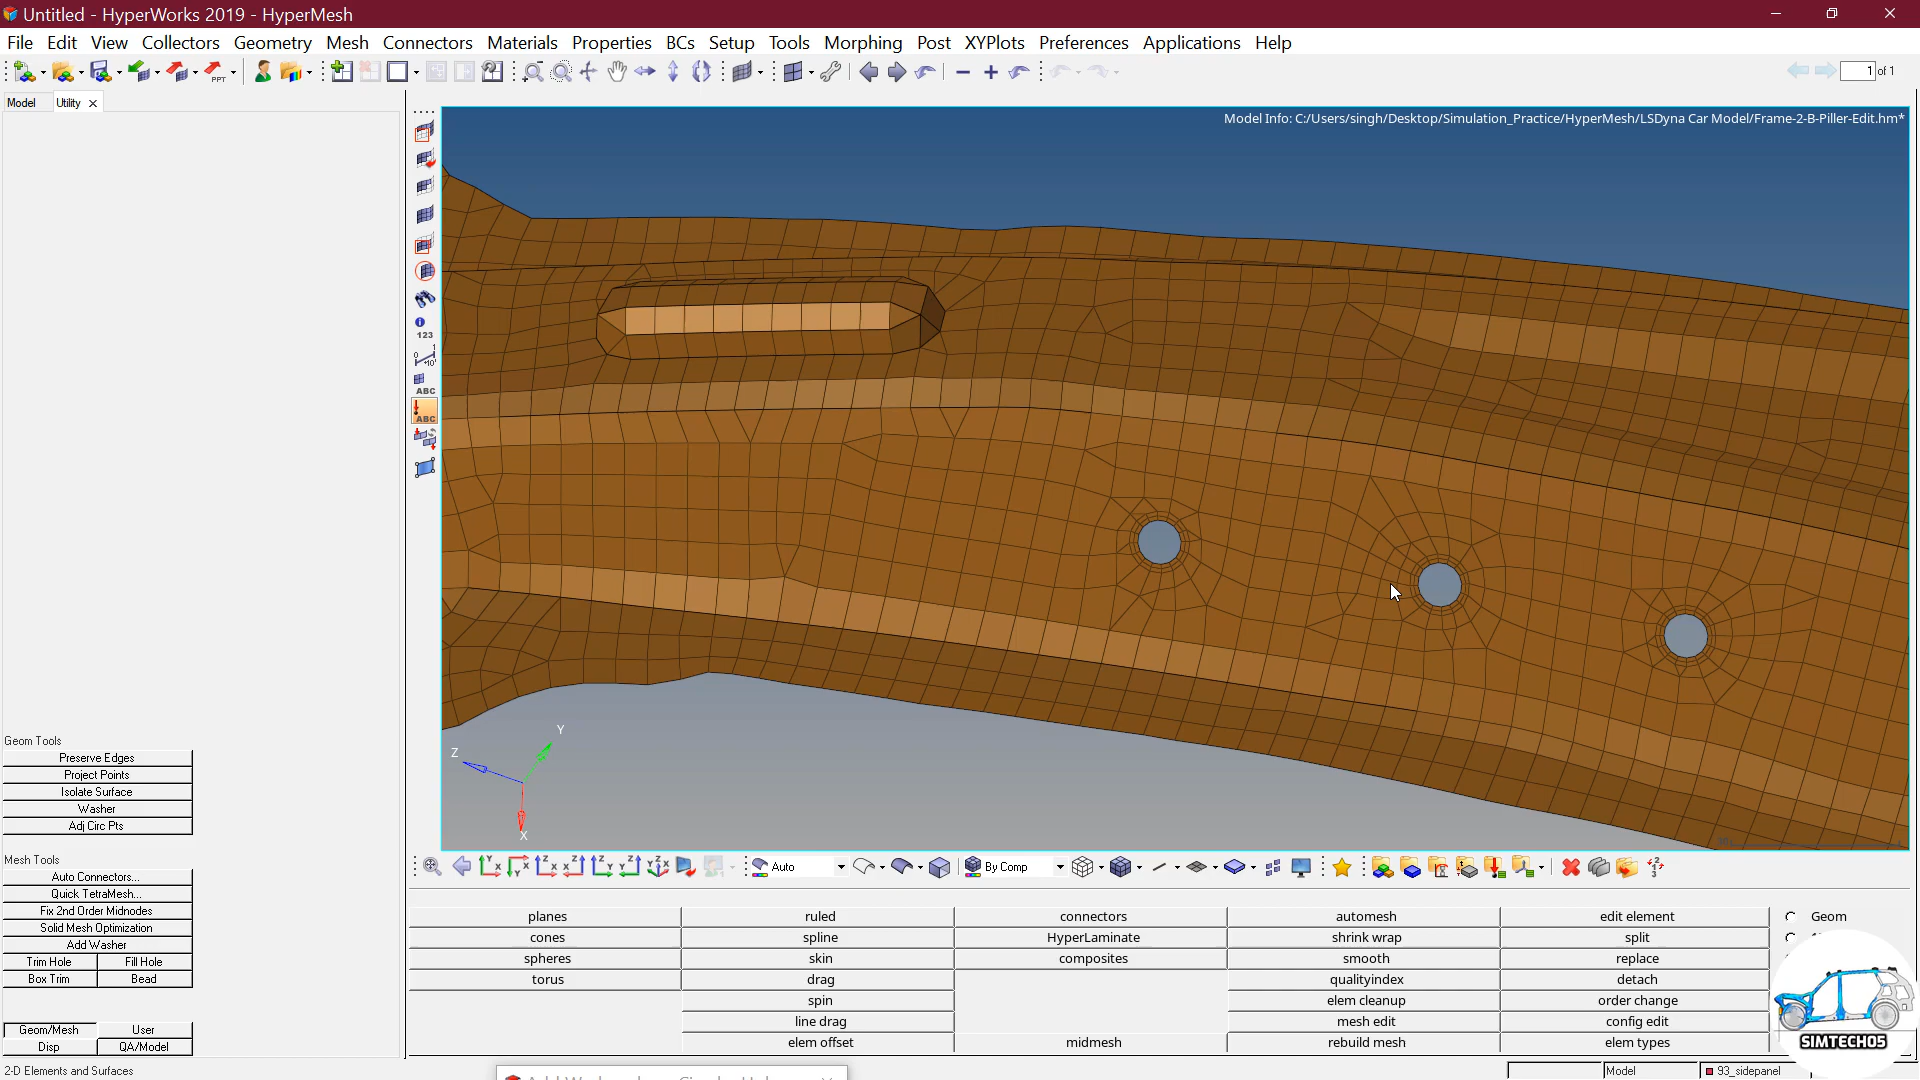 Untitled - HyperWorks 2019 - HyperMesh
File Edit View Collectors Geometry Mesh Connectors Materials Properties BCs Setup Tools Morphing Post XYPlots Preferences Applications Help
PPT
1 of 1
Model Utility
Model Info: C:/Users/singh/Desktop/Simulation_Practice/HyperMesh/LSDyna Car Model/Frame-2-B-Piller-Edit.hm*
123
ABC
ABC
Z Y X
Geom Tools
Preserve Edges
Project Points
Isolate Surface
Washer
Adj Circ Pts
Mesh Tools
Auto Connectors...
Quick TetraMesh...
Fix 2nd Order Midnodes
Solid Mesh Optimization
Add Washer
Trim Hole Fill Hole
Box Trim Bead
Geom/Mesh User
Disp QA/Model
Auto By Comp
planes ruled connectors automesh edit element Geom
cones spline HyperLaminate shrink wrap split
spheres skin composites smooth replace
torus drag qualityindex detach
spin elem cleanup order change
line drag mesh edit config edit
elem offset midmesh rebuild mesh elem types
SIMTECH05
2-D Elements and Surfaces
Model 93_sidepanel